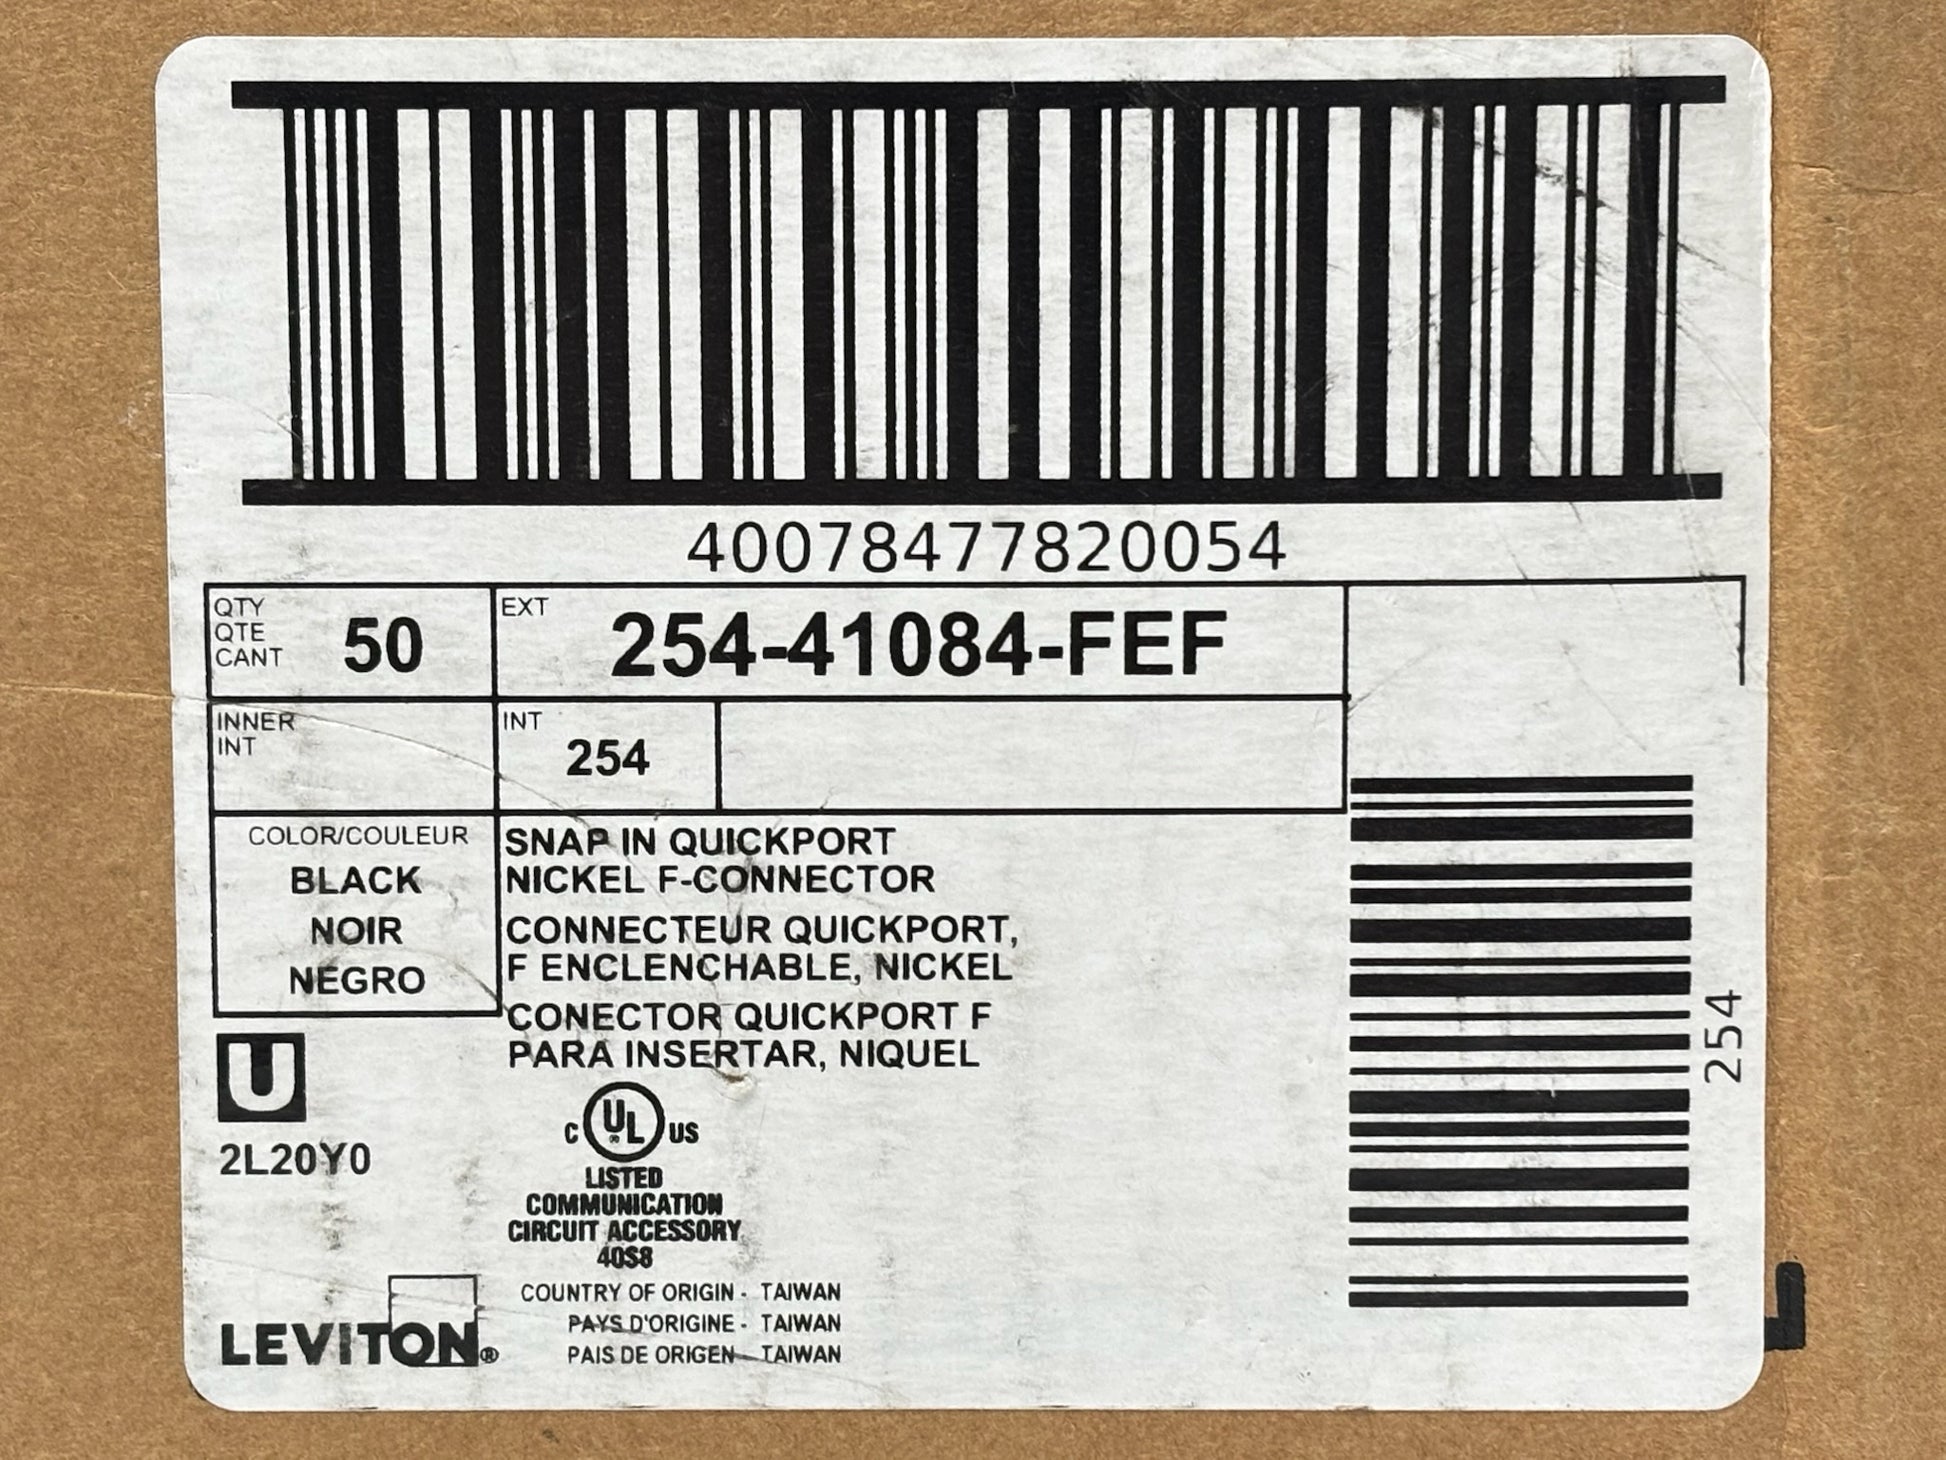 40078477820054
QTY
QTE
CANT
50
EXT
254-41084-FEF
INNER
INT
INT
254
COLOR/COULEUR
BLACK
NOIR
NEGRO
SNAP IN QUICKPORT
NICKEL F-CONNECTOR
CONNECTEUR QUICKPORT,
F ENCLENCHABLE, NICKEL
CONECTOR QUICKPORT F
PARA INSERTAR, NIQUEL
254
U
2L20Y0
C UL® US
LISTED
COMMUNICATION
CIRCUIT ACCESSORY
40S8
COUNTRY OF ORIGIN - TAIWAN
PAYS D'ORIGINE - TAIWAN
PAIS DE ORIGEN - TAIWAN
LEVITON®